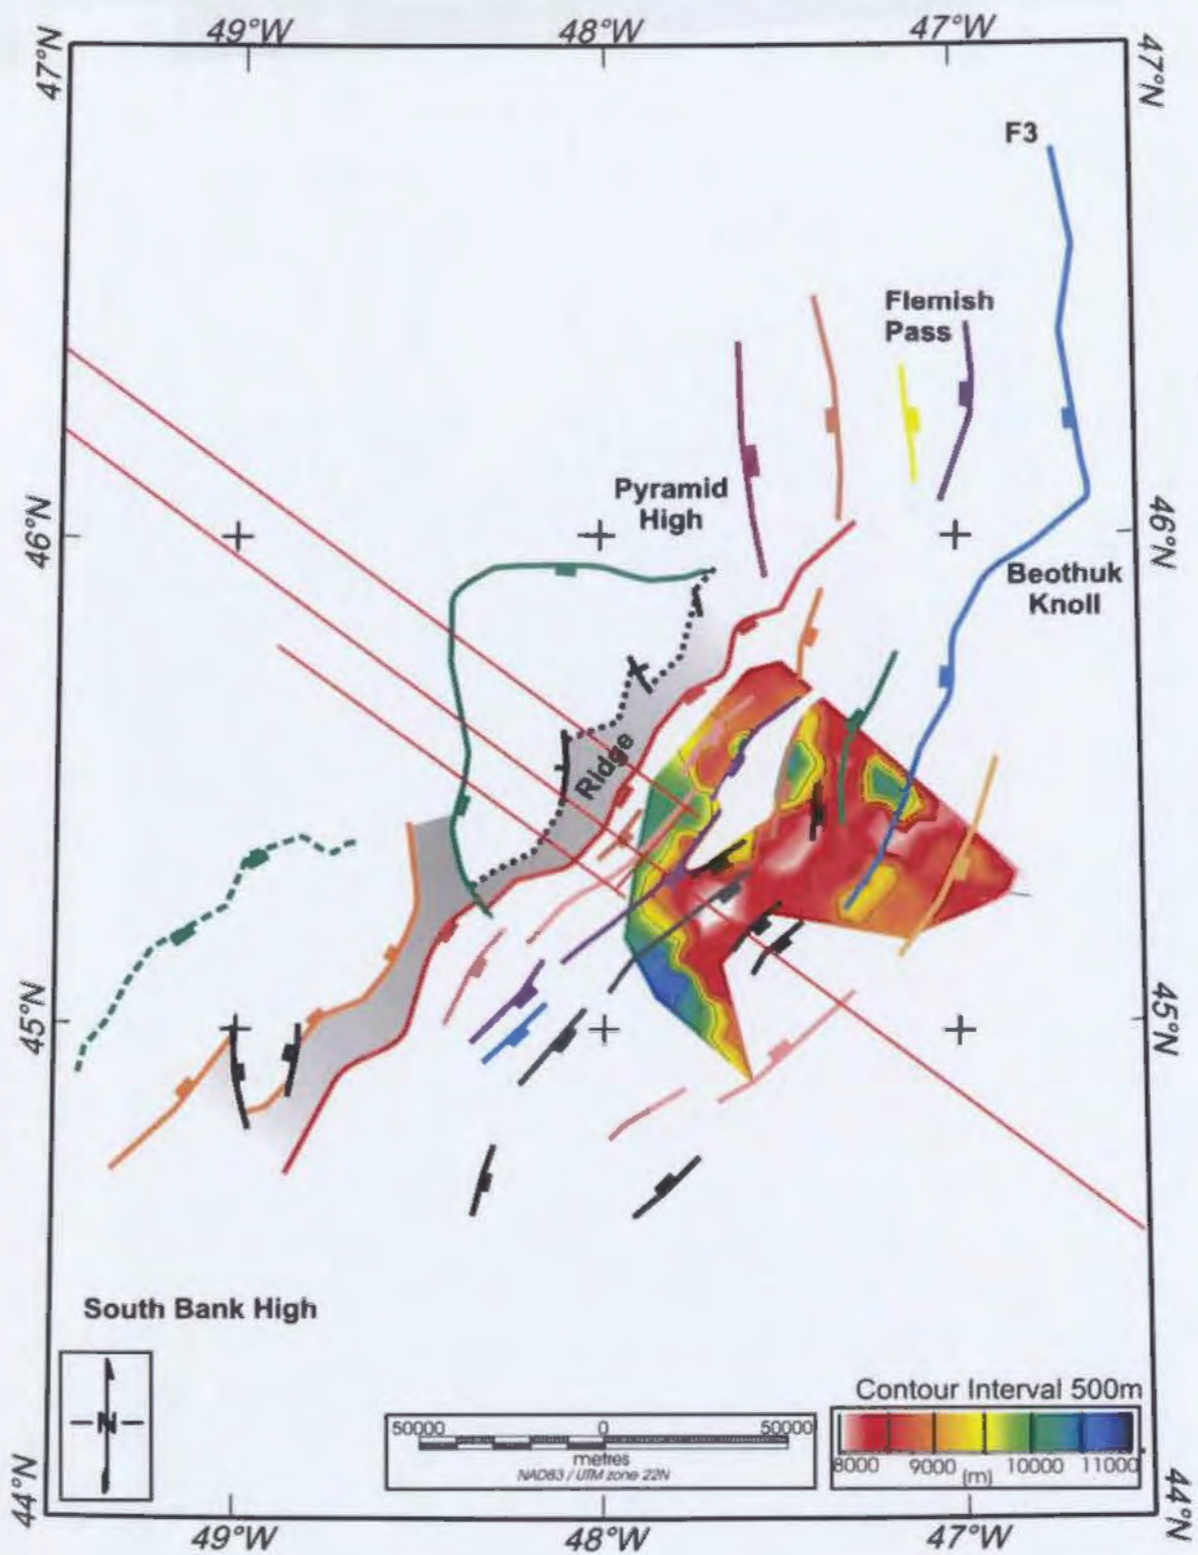 49°W
48°W
47°W
47°N
47°N
F3
Flemish
Pass
Pyramid
High
46°N
46°N
Beothuk
Knoll
Ridge
45°N
45°N
South Bank High
N
50000 0 50000
metres
NAD83 / UTM zone 22N
Contour Interval 500m
8000 9000 10000 11000
(m)
44°N
44°N
49°W
48°W
47°W